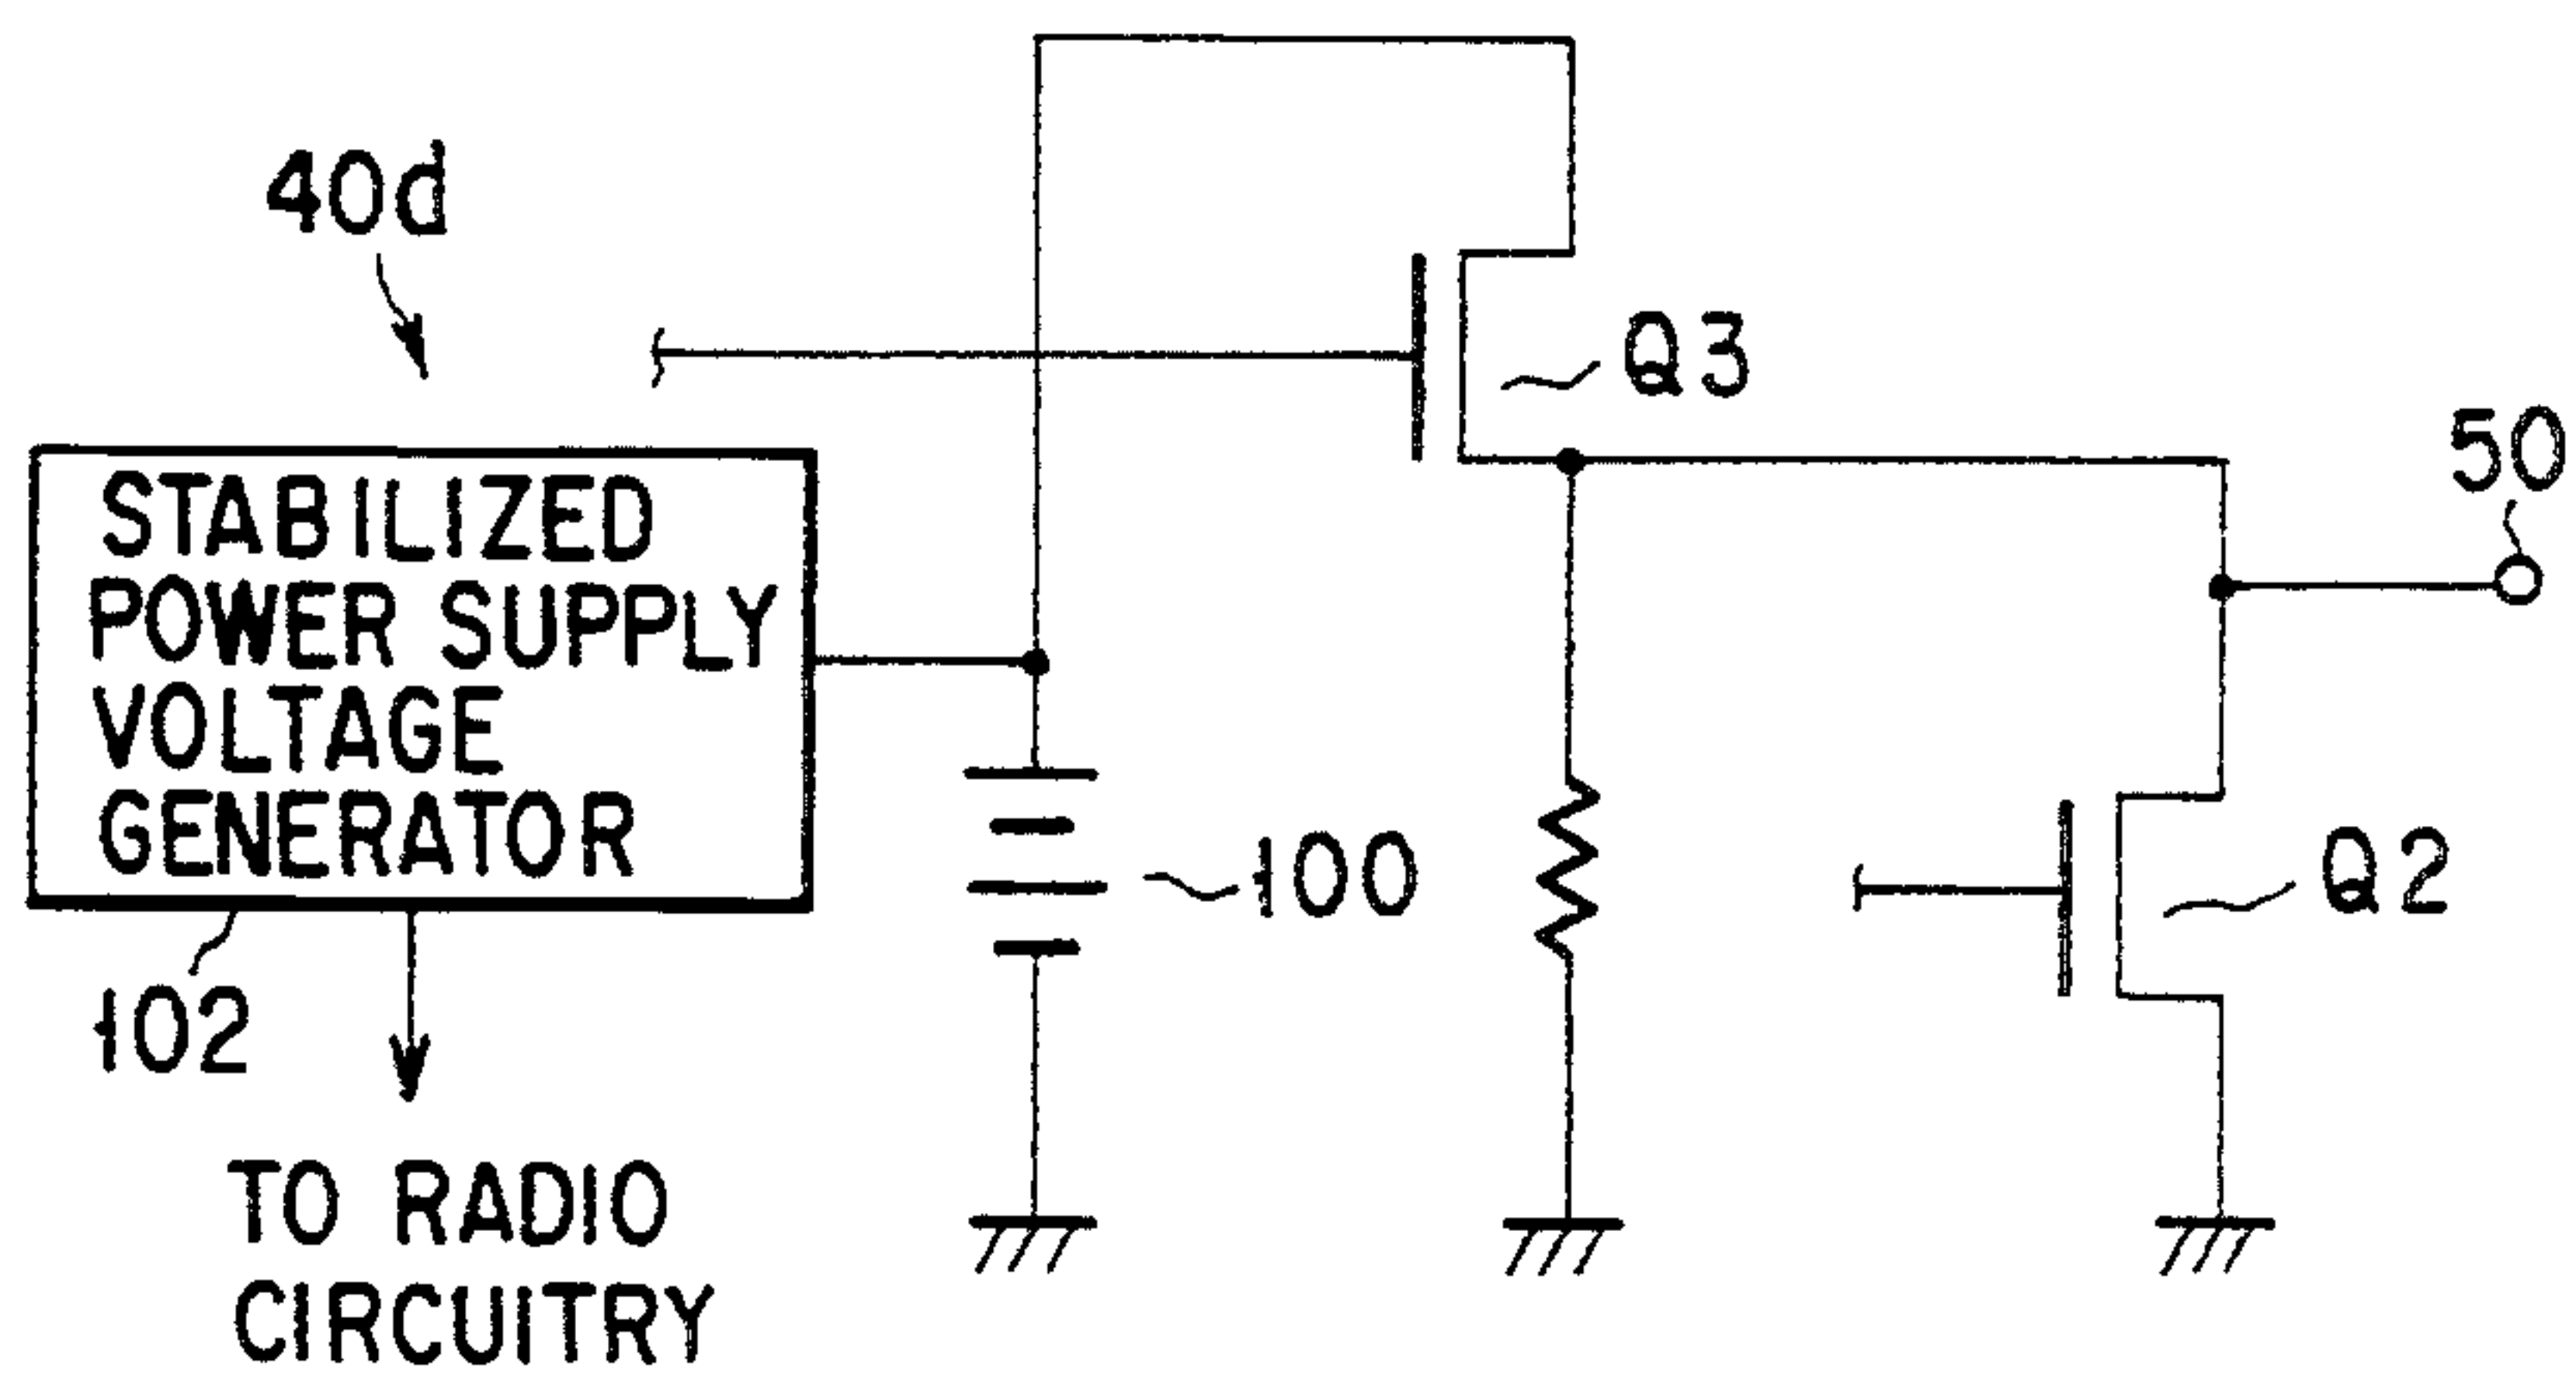 40d
Q3
50
STABILIZED
POWER SUPPLY
VOLTAGE
GENERATOR
100
Q2
102
TO RADIO
CIRCUITRY